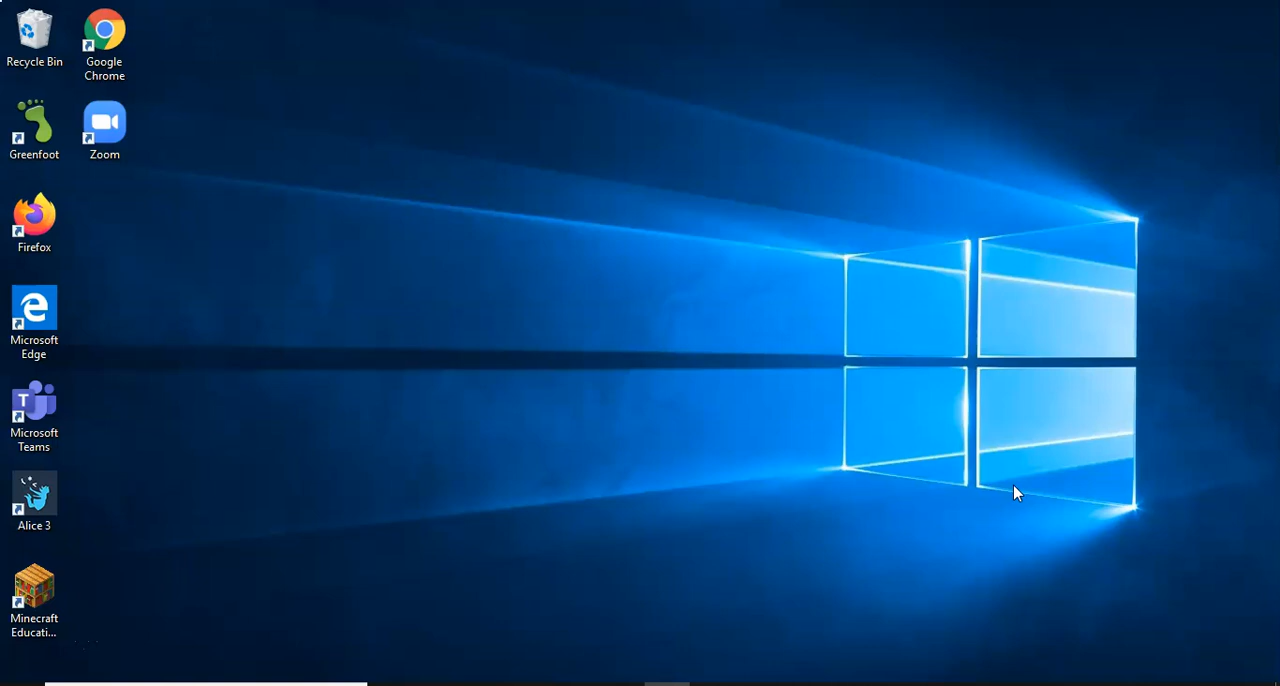 Recycle Bin
Google
Chrome
Greenfoot
Zoom
Firefox
Microsoft
Edge
T
Microsoft
Teams
Alice 3
Minecraft
Educati...